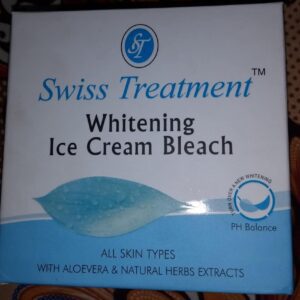 ST
Swiss Treatment™
Whitening
Ice Cream Bleach
PH Balance
ALL SKIN TYPES
WITH ALOEVERA & NATURAL HERBS EXTRACTS